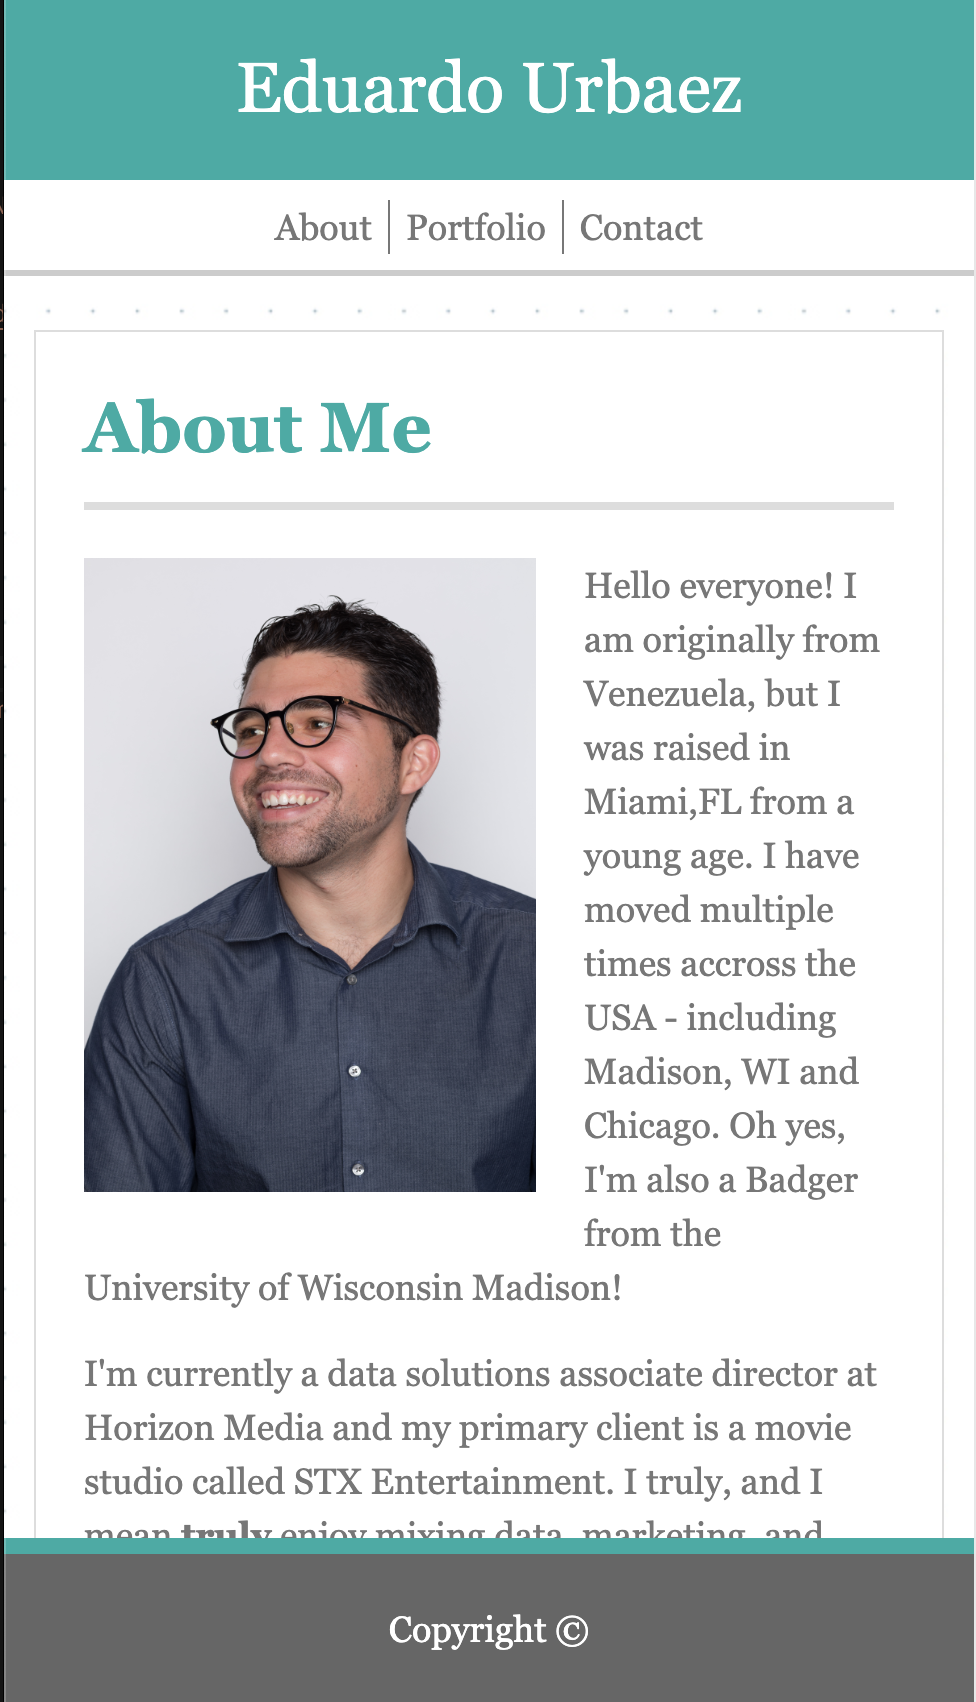 Eduardo Urbaez
About
Portfolio
Contact
About Me
Hello everyone! I
am originally from
Venezuela, but I
was raised in
Miami,FL from a
young age. I have
moved multiple
times accross the
USA - including
Madison, WI and
Chicago. Oh yes,
I'm also a Badger
from the
University of Wisconsin Madison!
I'm currently a data solutions associate director at
Horizon Media and my primary client is a movie
studio called STX Entertainment. I truly, and I
mean truly enjoy mixing data, marketing, and
Copyright ©